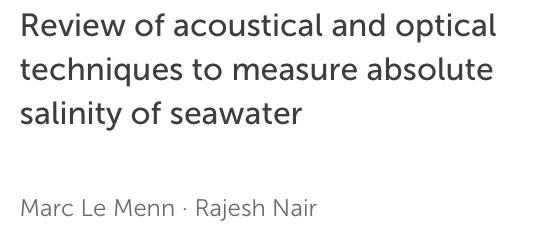 Review of acoustical and optical
techniques to measure absolute
salinity of seawater
Marc Le Menn · Rajesh Nair